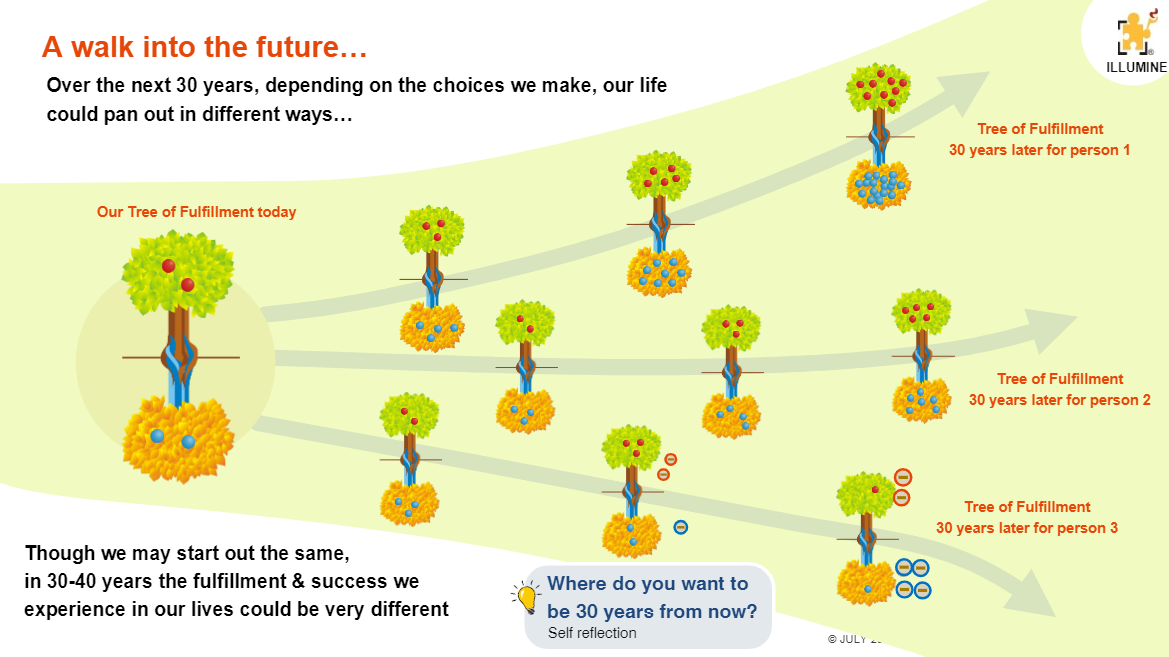 A walk into the future…
ILLUMINE
®
Over the next 30 years, depending on the choices we make, our life
could pan out in different ways…
Tree of Fulfillment
30 years later for person 1
Our Tree of Fulfillment today
Tree of Fulfillment
30 years later for person 2
Tree of Fulfillment
30 years later for person 3
Though we may start out the same,
in 30-40 years the fulfillment & success we
experience in our lives could be very different
Where do you want to
be 30 years from now?
Self reflection
© JULY